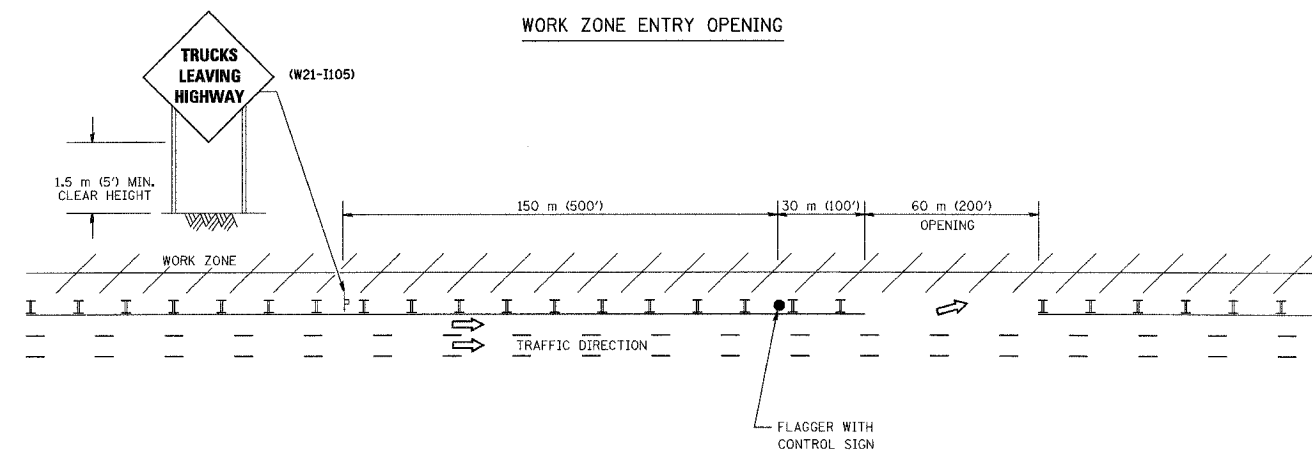 WORK ZONE ENTRY OPENING
TRUCKS
LEAVING
HIGHWAY
(W21-I105)
1.5 m (5') MIN.
CLEAR HEIGHT
150 m (500')
30 m (100')
60 m (200')
OPENING
WORK ZONE
TRAFFIC DIRECTION
FLAGGER WITH
CONTROL SIGN